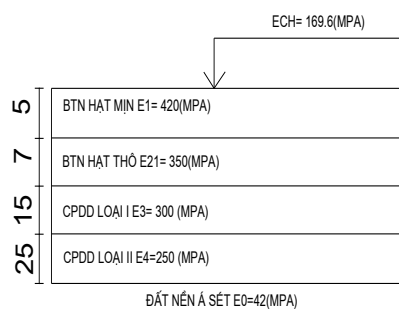 ECH= 169.6(MPA)
5 BTN HẠT MỊN E1= 420(MPA)
7 BTN HẠT THÔ E21= 350(MPA)
15 CPDD LOẠI I E3= 300 (MPA)
25 CPDD LOẠI II E4=250 (MPA)
ĐẤT NỀN Á SÉT E0=42(MPA)